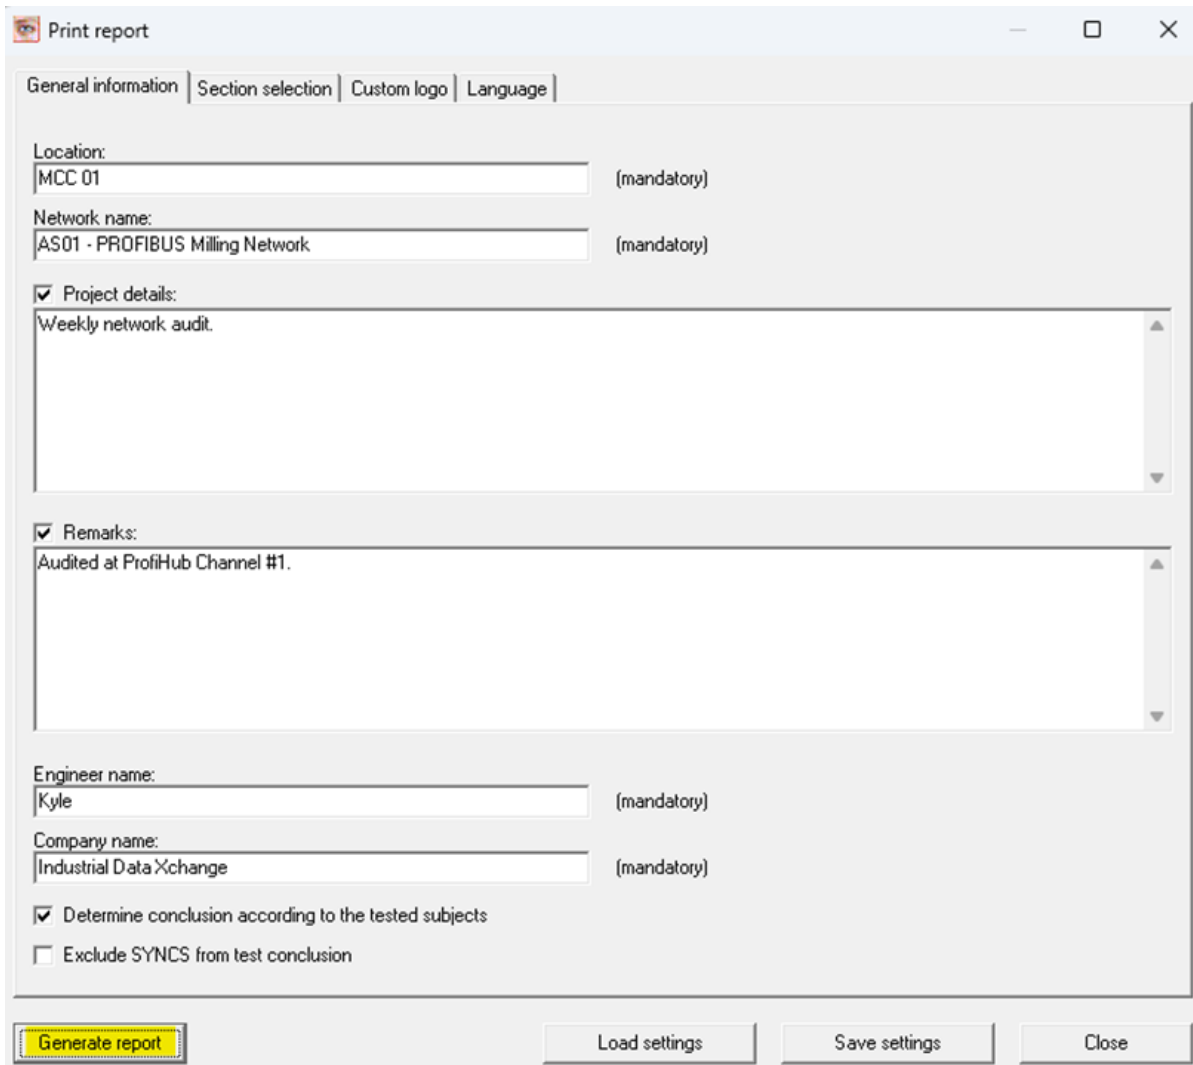 Print report
General information
Section selection
Custom logo
Language
Location:
MCC 01
(mandatory)
Network name:
AS01 - PROFIBUS Milling Network
(mandatory)
Project details:
Weekly network audit.
Remarks:
Audited at ProfiHub Channel #1.
Engineer name:
Kyle
(mandatory)
Company name:
Industrial Data Xchange
(mandatory)
Determine conclusion according to the tested subjects
Exclude SYNCS from test conclusion
Generate report
Load settings
Save settings
Close